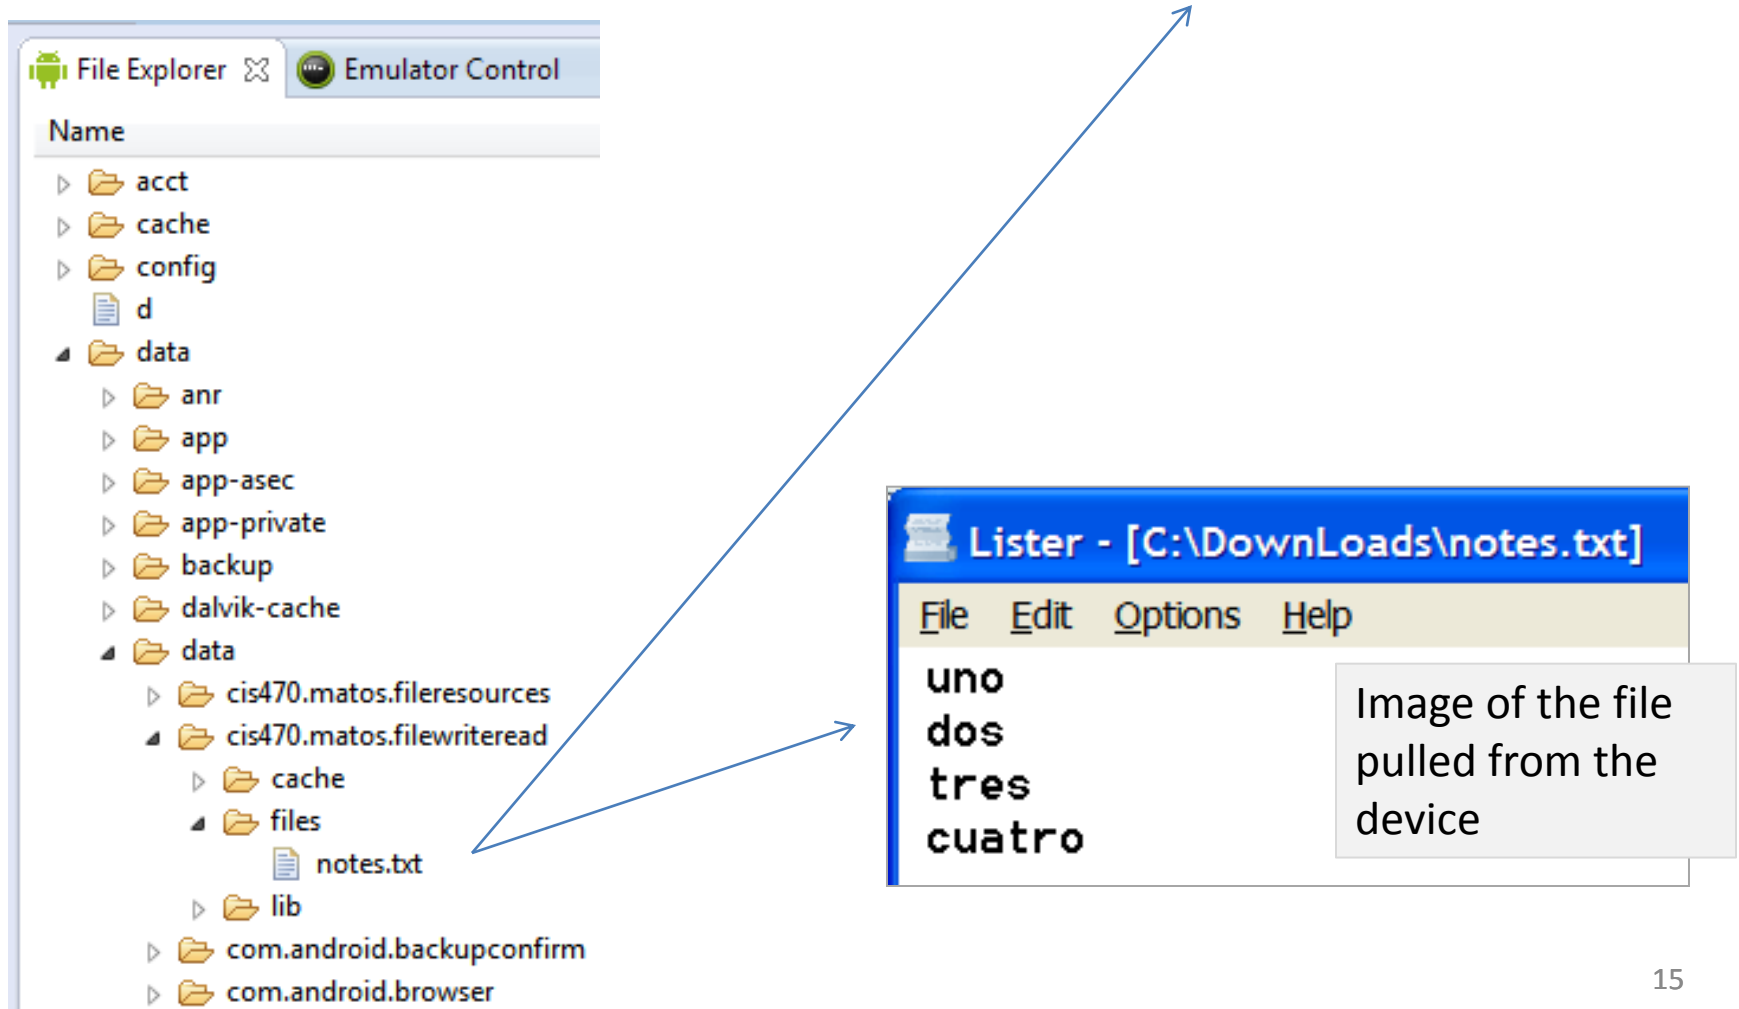 File Explorer
Emulator Control
Name
acct
cache
config
d
data
anr
app
app-asec
app-private
backup
dalvik-cache
data
cis470.matos.fileresources
cis470.matos.filewriteread
cache
files
notes.txt
lib
com.android.backupconfirm
com.android.browser
Lister - [C:\DownLoads\notes.txt]
File Edit Options Help
uno
dos
tres
cuatro
Image of the file
pulled from the
device
15